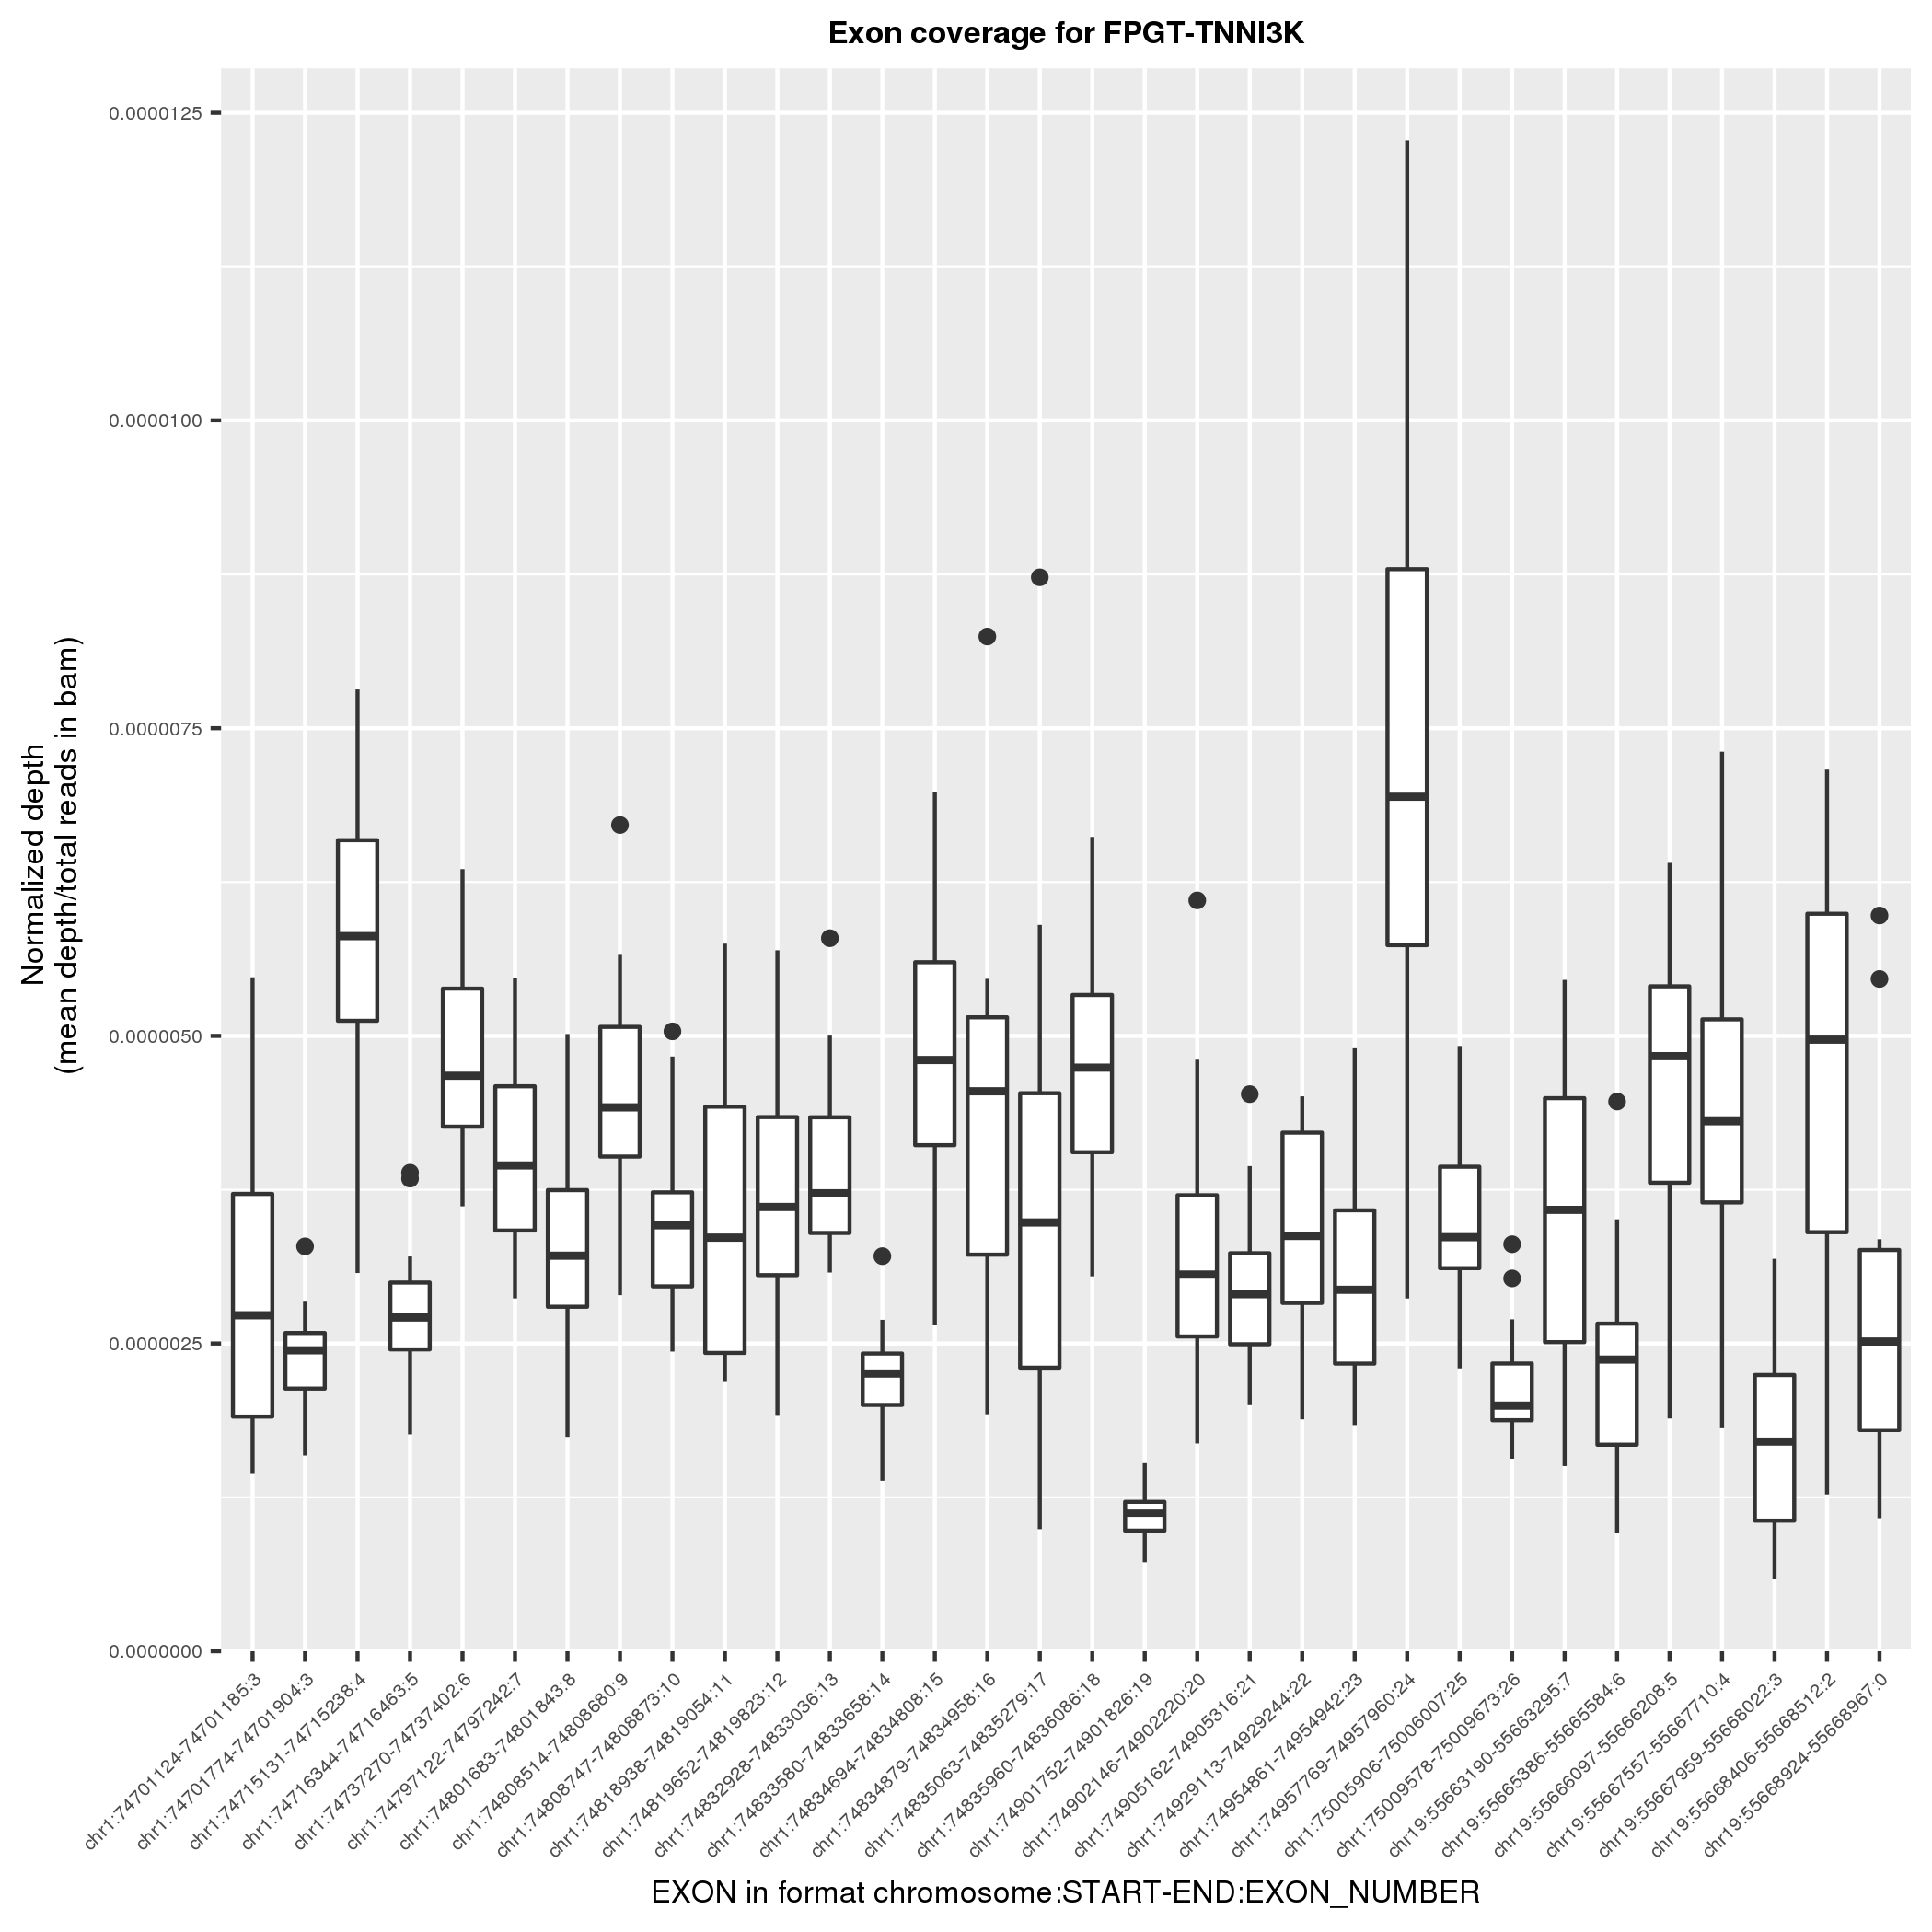 Exon coverage for FPGT-TNNI3K
0.0000125
0.0000100
0.0000075
0.0000050
0.0000025
0.0000000
Normalized depth
(mean depth/total reads in bam)
chr1:74701124-74701185:3
chr1:74701774-74701904:3
chr1:74715131-74715238:4
chr1:74716344-74716463:5
chr1:74737270-74737402:6
chr1:74797122-74797242:7
chr1:74801683-74801843:8
chr1:74808514-74808680:9
chr1:74808747-74808873:10
chr1:74818938-74819054:11
chr1:74819652-74819823:12
chr1:74832928-74833036:13
chr1:74833580-74833658:14
chr1:74834694-74834808:15
chr1:74834879-74834958:16
chr1:74835063-74835279:17
chr1:74835960-74836086:18
chr1:74901752-74901826:19
chr1:74902146-74902220:20
chr1:74905162-74905316:21
chr1:74929113-74929244:22
chr1:74954861-74954942:23
chr1:74957769-74957960:24
chr1:75005906-75006007:25
chr1:75009578-75009673:26
chr19:55663190-55663295:7
chr19:55665386-55665584:6
chr19:55666097-55666208:5
chr19:55667557-55667710:4
chr19:55667959-55668022:3
chr19:55668406-55668512:2
chr19:55668924-55668967:0
EXON in format chromosome:START-END:EXON_NUMBER